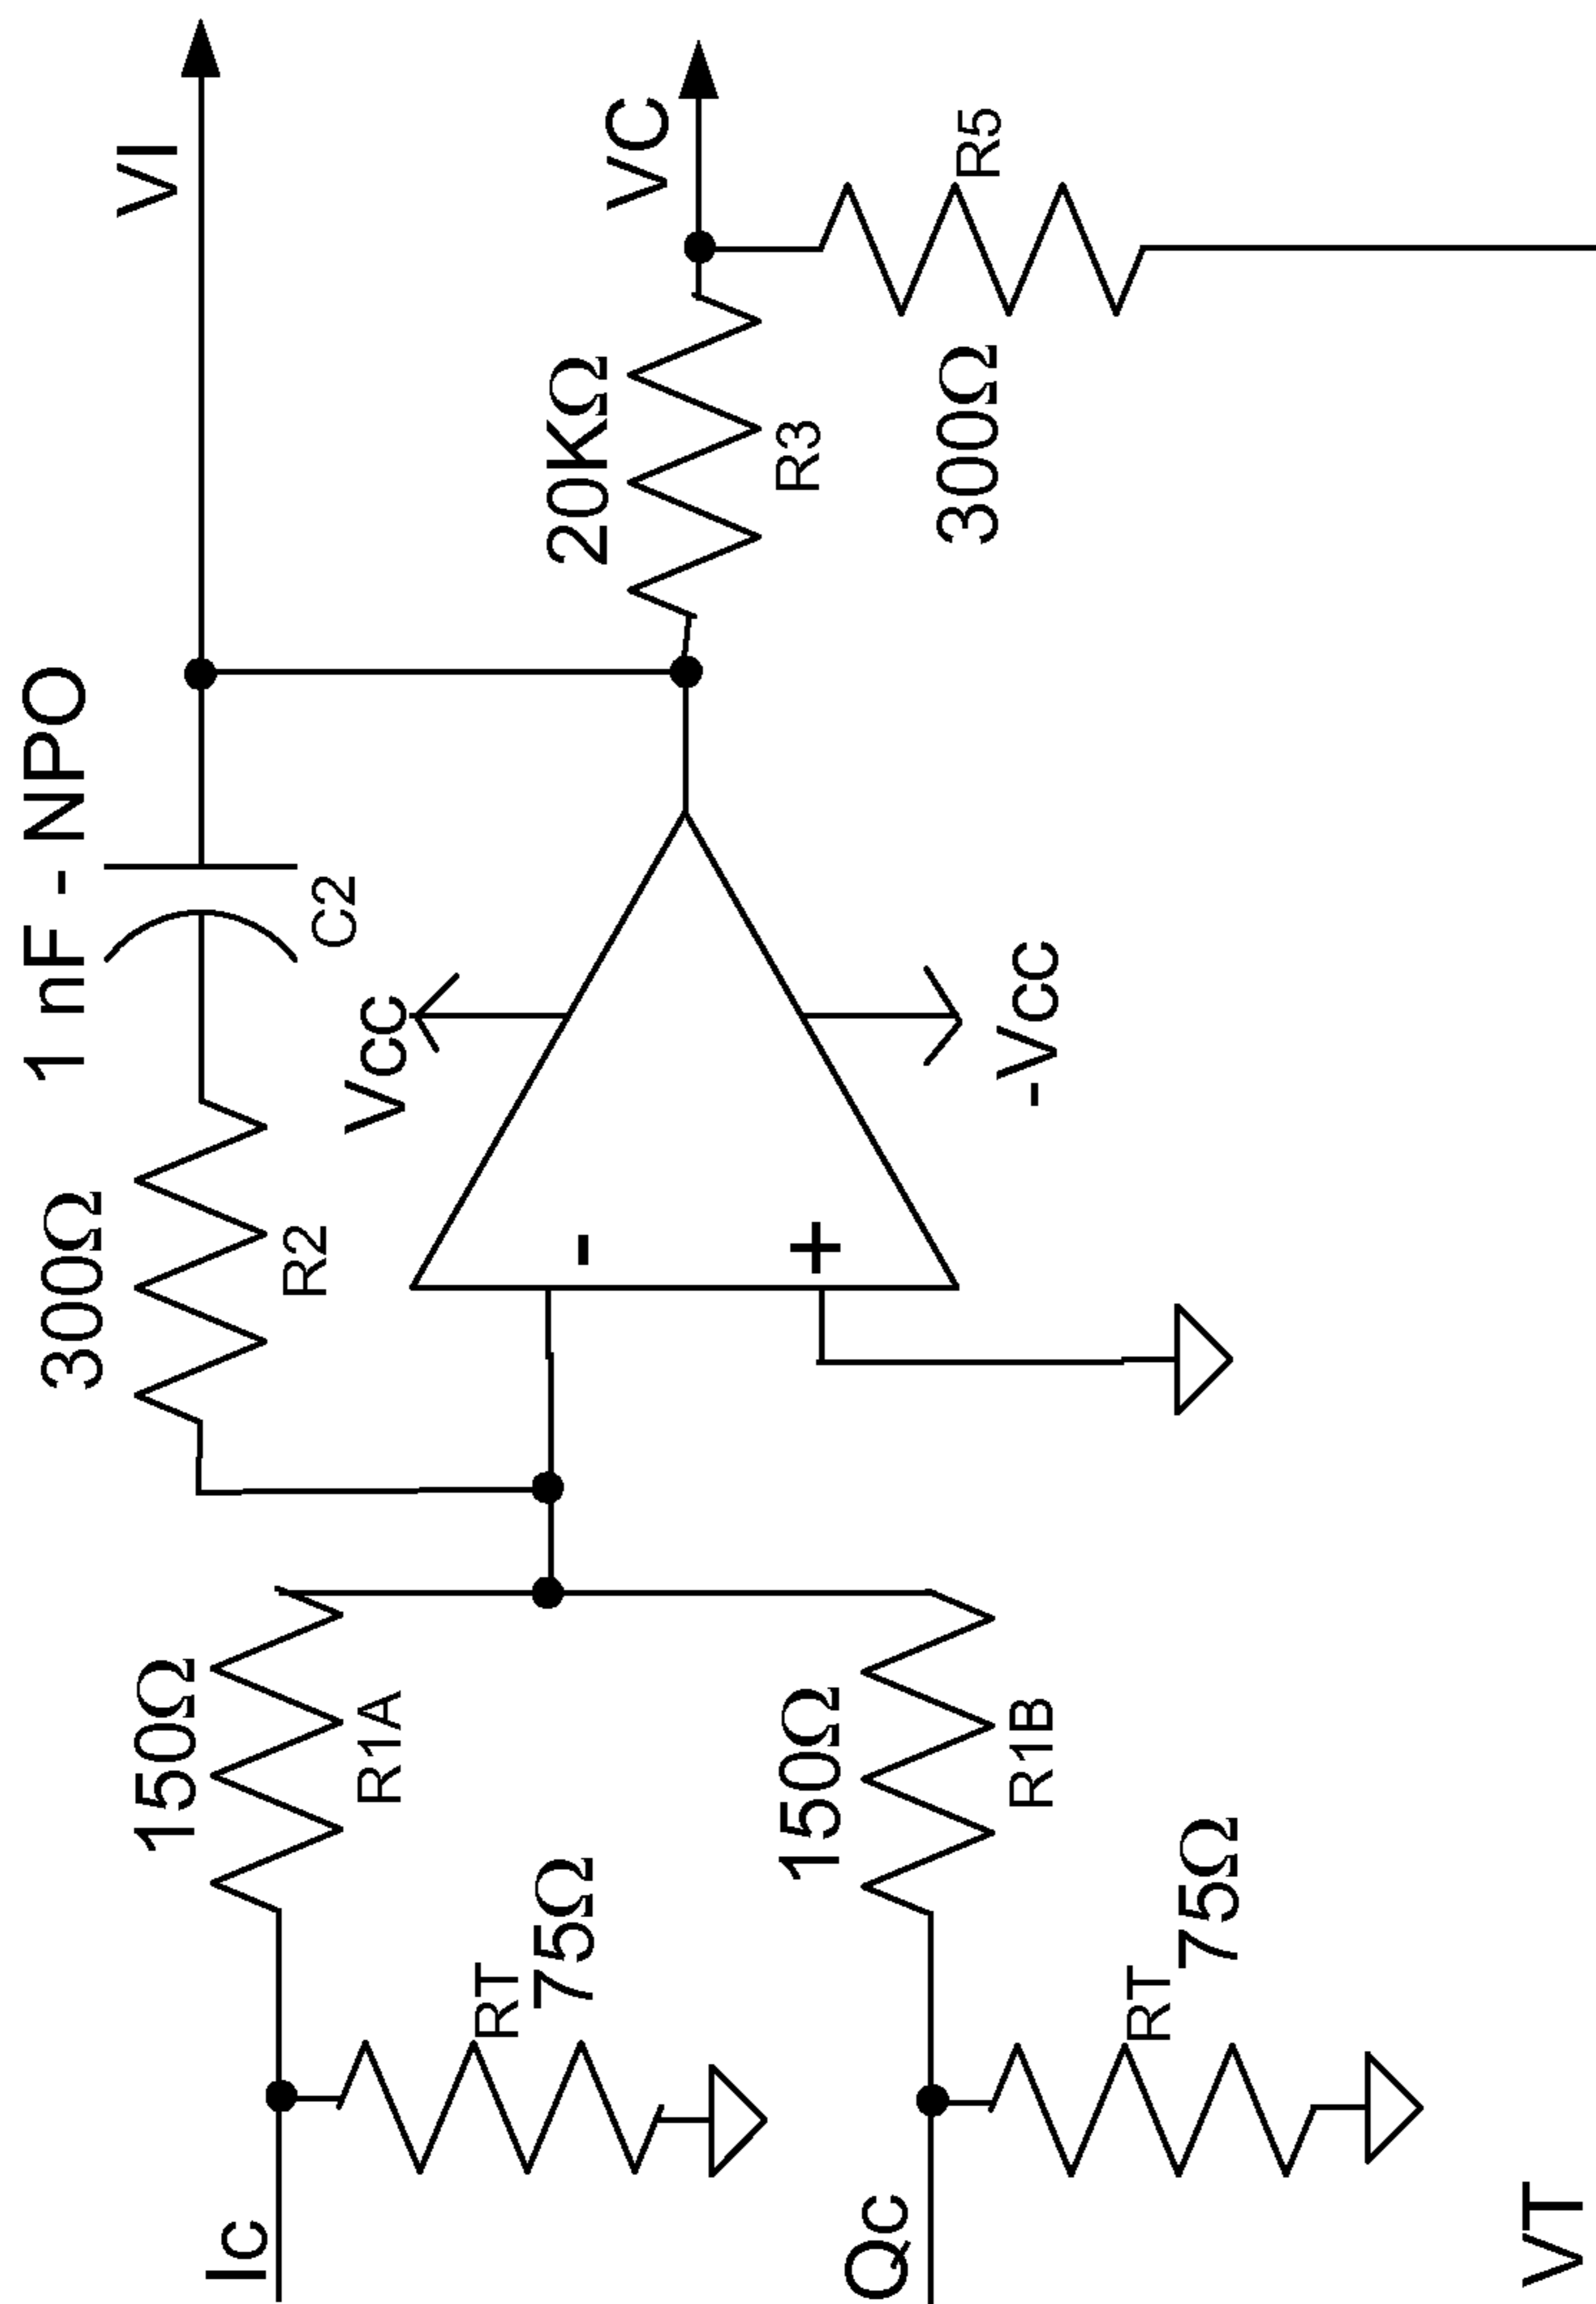 VI
1 nF - NPO
C2
300Ω
R2
VC
20KΩ
R3
R5
300Ω
Vcc
-Vcc
-
+
150Ω
R1A
Ic
RT
75Ω
150Ω
R1B
Qc
RT
75Ω
VT